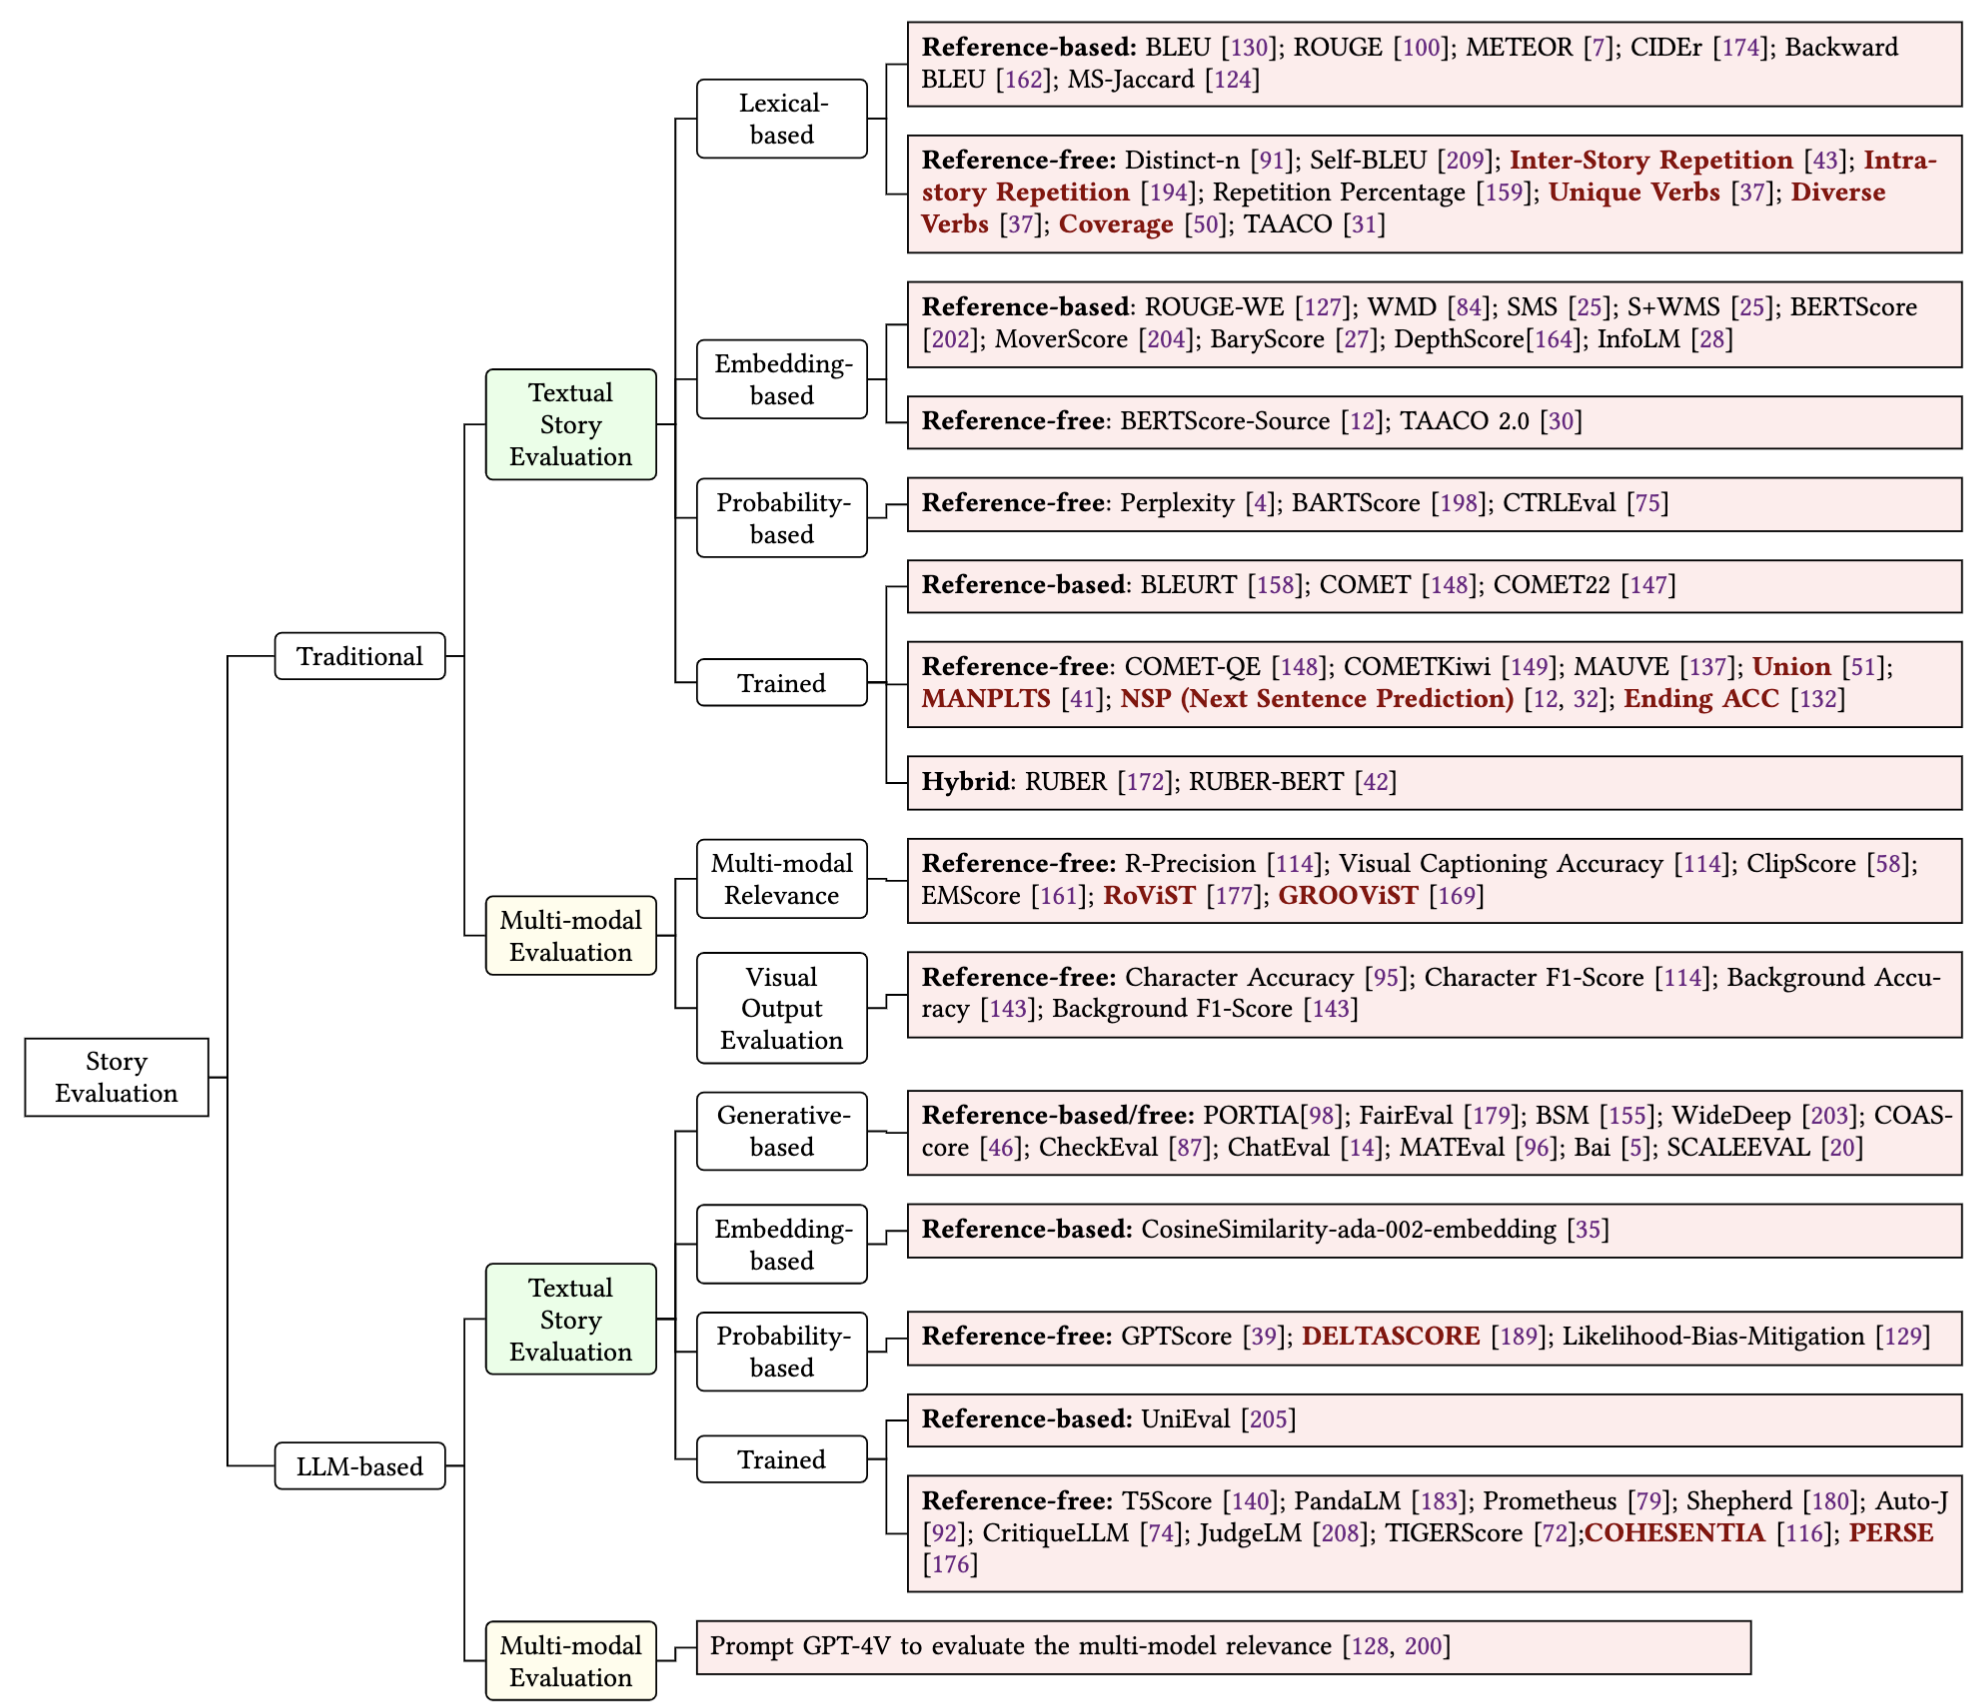 Story
Evaluation
Traditional
Textual
Story
Evaluation
Lexical-
based
Reference-based: BLEU [130]; ROUGE [100]; METEOR [7]; CIDEr [174]; Backward
BLEU [162]; MS-Jaccard [124]
Reference-free: Distinct-n [91]; Self-BLEU [209]; Inter-Story Repetition [43]; Intra-
story Repetition [194]; Repetition Percentage [159]; Unique Verbs [37]; Diverse
Verbs [37]; Coverage [50]; TAACO [31]
Embedding-
based
Reference-based: ROUGE-WE [127]; WMD [84]; SMS [25]; S+WMS [25]; BERTScore
[202]; MoverScore [204]; BaryScore [27]; DepthScore[164]; InfoLM [28]
Reference-free: BERTScore-Source [12]; TAACO 2.0 [30]
Probability-
based
Reference-free: Perplexity [4]; BARTScore [198]; CTRLEval [75]
Trained
Reference-based: BLEURT [158]; COMET [148]; COMET22 [147]
Reference-free: COMET-QE [148]; COMETKiwi [149]; MAUVE [137]; Union [51];
MANPLTS [41]; NSP (Next Sentence Prediction) [12, 32]; Ending ACC [132]
Hybrid: RUBER [172]; RUBER-BERT [42]
Multi-modal
Evaluation
Multi-modal
Relevance
Reference-free: R-Precision [114]; Visual Captioning Accuracy [114]; ClipScore [58];
EMScore [161]; RoViST [177]; GROOViST [169]
Visual
Output
Evaluation
Reference-free: Character Accuracy [95]; Character F1-Score [114]; Background Accu-
racy [143]; Background F1-Score [143]
LLM-based
Textual
Story
Evaluation
Generative-
based
Reference-based/free: PORTIA[98]; FairEval [179]; BSM [155]; WideDeep [203]; COAS-
core [46]; CheckEval [87]; ChatEval [14]; MATEval [96]; Bai [5]; SCALEEVAL [20]
Embedding-
based
Reference-based: CosineSimilarity-ada-002-embedding [35]
Probability-
based
Reference-free: GPTScore [39]; DELTASCORE [189]; Likelihood-Bias-Mitigation [129]
Trained
Reference-based: UniEval [205]
Reference-free: T5Score [140]; PandaLM [183]; Prometheus [79]; Shepherd [180]; Auto-J
[92]; CritiqueLLM [74]; JudgeLM [208]; TIGERScore [72];COHESENTIA [116]; PERSE
[176]
Multi-modal
Evaluation
Prompt GPT-4V to evaluate the multi-model relevance [128, 200]